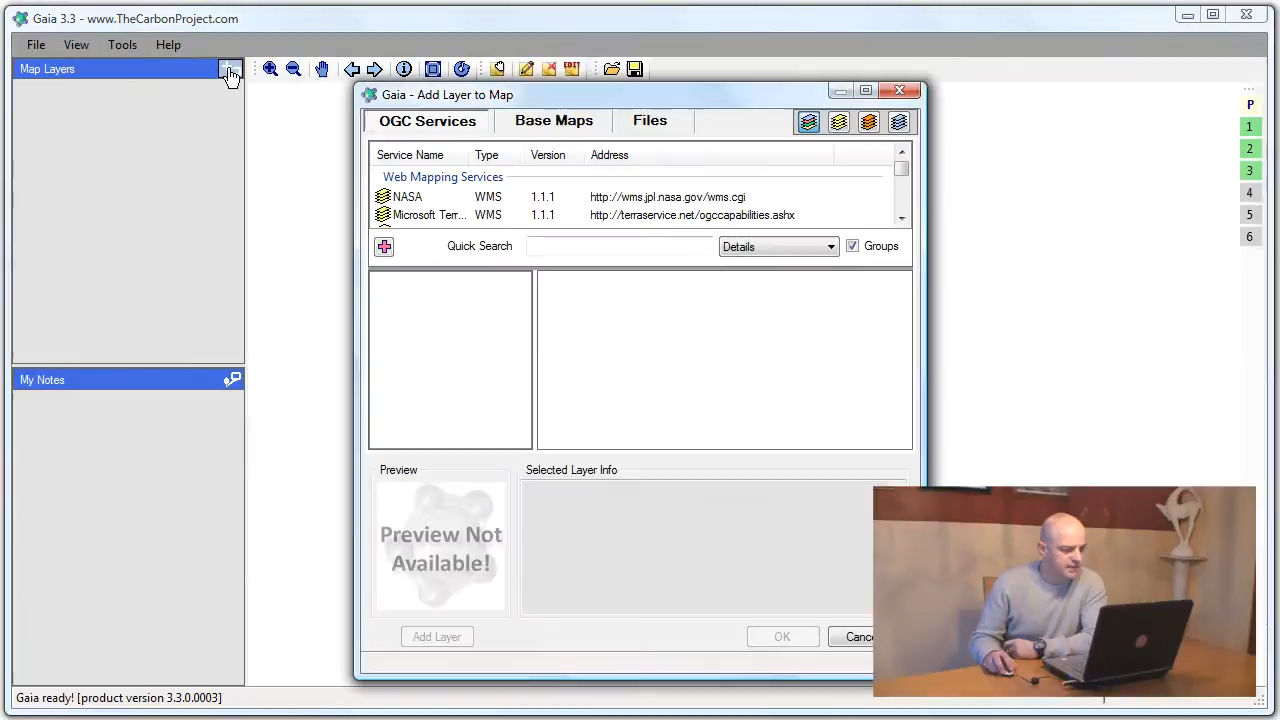 Gaia 3.3 - www.TheCarbonProject.com
File View Tools Help
Map Layers
Gaia - Add Layer to Map
OGC Services Base Maps Files
Service Name Type Version Address
Web Mapping Services
NASA WMS 1.1.1 http://wms.jpl.nasa.gov/wms.cgi
Microsoft Terr... WMS 1.1.1 http://terraservice.net/ogccapabilities.ashx
Quick Search Details Groups
P
1
2
3
4
5
6
My Notes
Preview Selected Layer Info
Preview Not
Available!
Add Layer OK Cance
Gaia ready! [product version 3.3.0.0003]